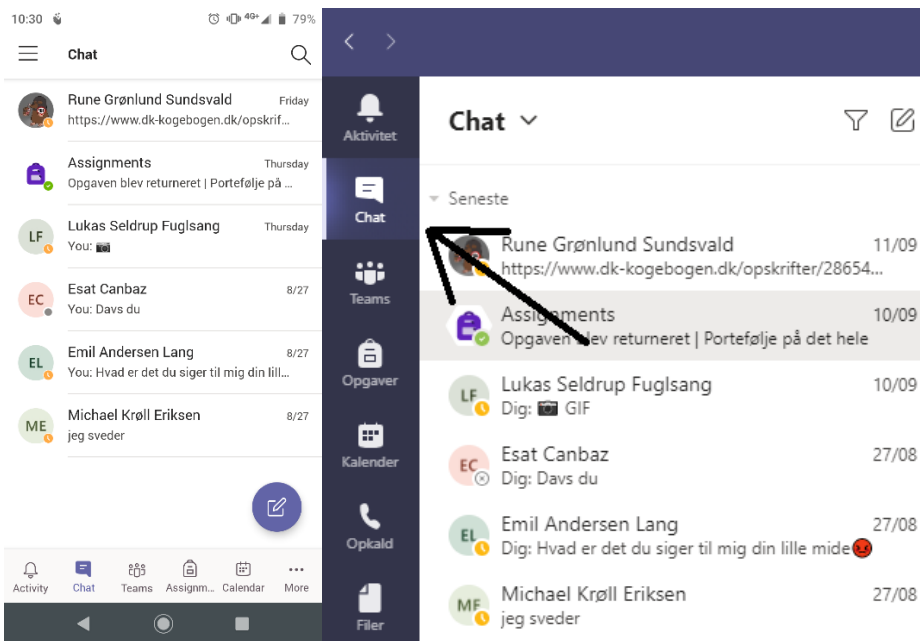 10:30
4G+
79%
Chat
Rune Grønlund Sundsvald Friday
https://www.dk-kogebogen.dk/opskrif...
Assignments Thursday
Opgaven blev returneret | Portefølje på ...
LF Lukas Seldrup Fuglsang Thursday
You: 📷
EC Esat Canbaz 8/27
You: Davs du
EL Emil Andersen Lang 8/27
You: Hvad er det du siger til mig din lill...
ME Michael Krøll Eriksen 8/27
jeg sveder
Activity Chat Teams Assignm... Calendar More
Aktivitet
Chat
Teams
Opgaver
Kalender
Opkald
Filer
Chat
Seneste
Rune Grønlund Sundsvald 11/09
https://www.dk-kogebogen.dk/opskrifter/28654...
Assignments 10/09
Opgaven blev returneret | Portefølje på det hele
LF Lukas Seldrup Fuglsang 10/09
Dig: 📷 GIF
EC Esat Canbaz 27/08
Dig: Davs du
EL Emil Andersen Lang 27/08
Dig: Hvad er det du siger til mig din lille mide😡
ME Michael Krøll Eriksen 27/08
jeg sveder